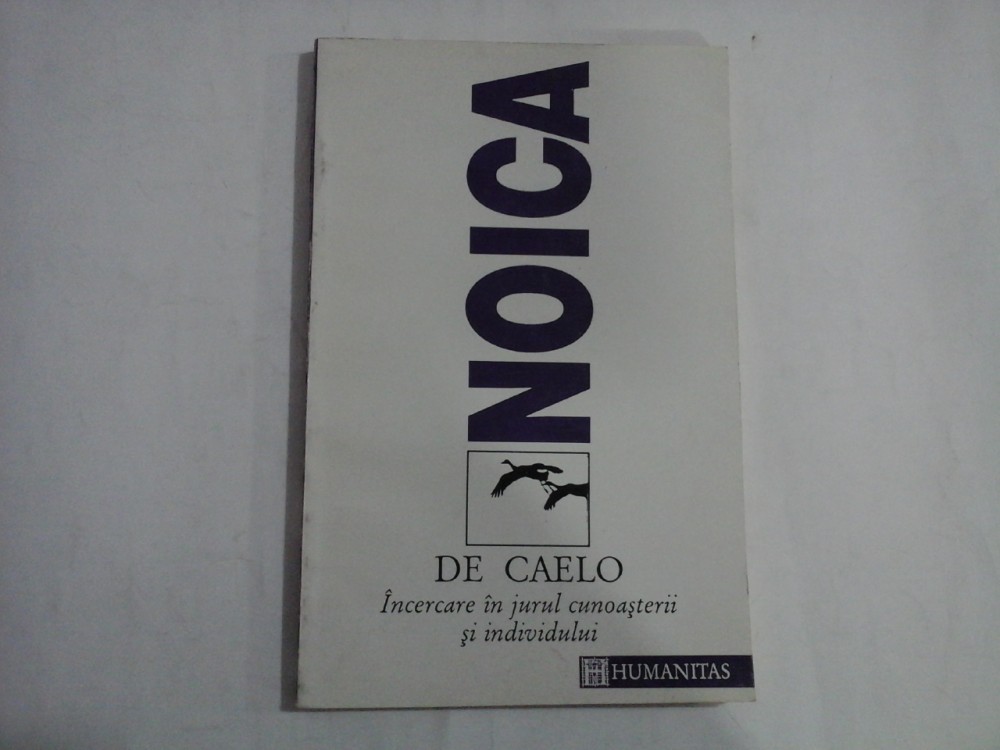 NOICA
DE CAELO
Încercare în jurul cunoaşterii
şi individului
HUMANITAS